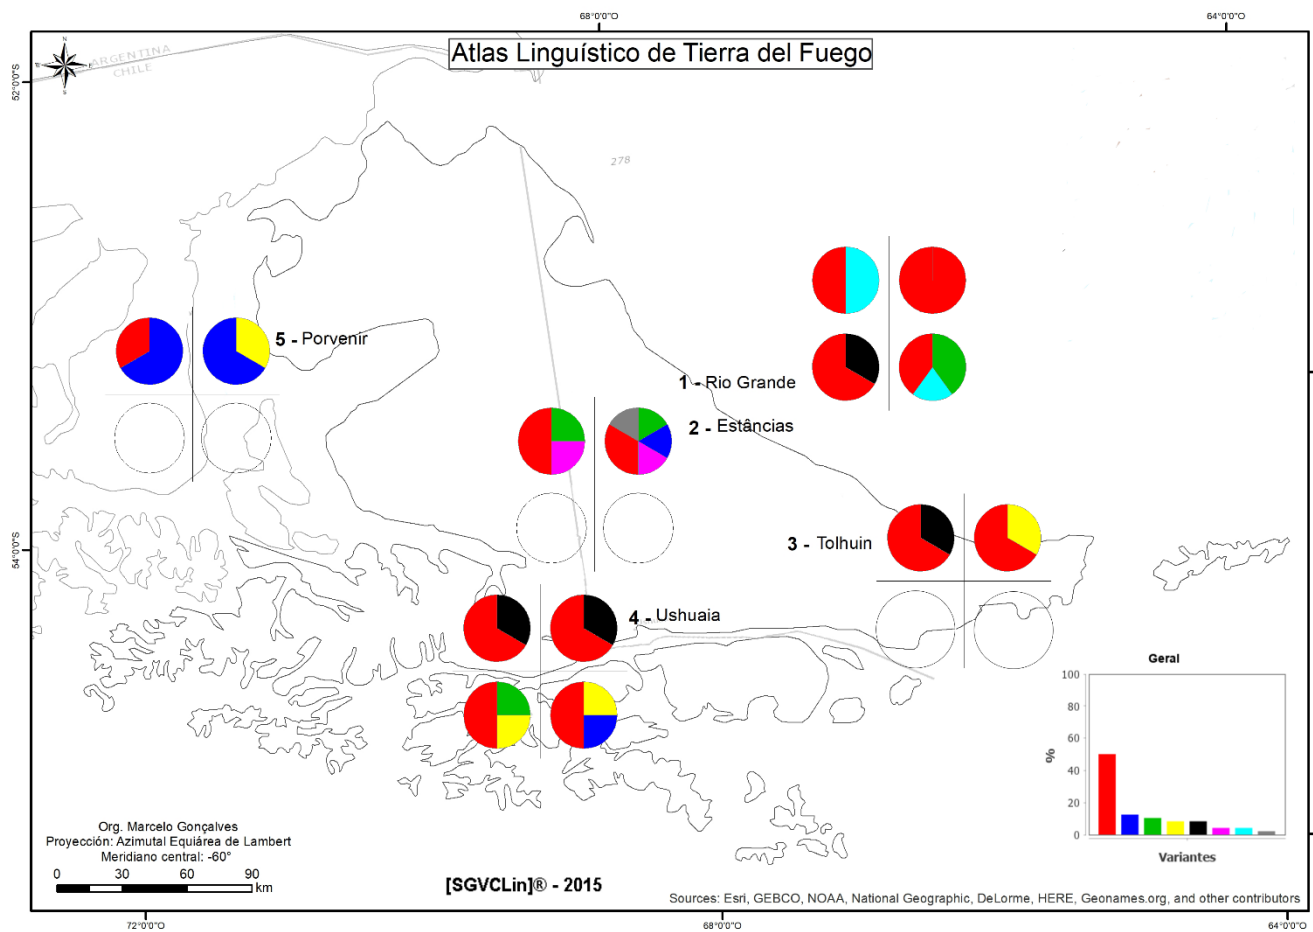 68°0'0"O
64°0'0"O
Atlas Linguístico de Tierra del Fuego
ARGENTINA
CHILE
N
S
52°0'0"S
278
5 - Porvenir
1 - Rio Grande
2 - Estâncias
3 - Tolhuin
54°0'0"S
4 - Ushuaia
Geral
100
80
60
40
20
0
%
Variantes
Org. Marcelo Gonçalves
Proyección: Azimutal Equiárea de Lambert
Meridiano central: -60°
0 30 60 90
km
[SGVCLin]® - 2015
Sources: Esri, GEBCO, NOAA, National Geographic, DeLorme, HERE, Geonames.org, and other contributors
72°0'0"O
68°0'0"O
64°0'0"O